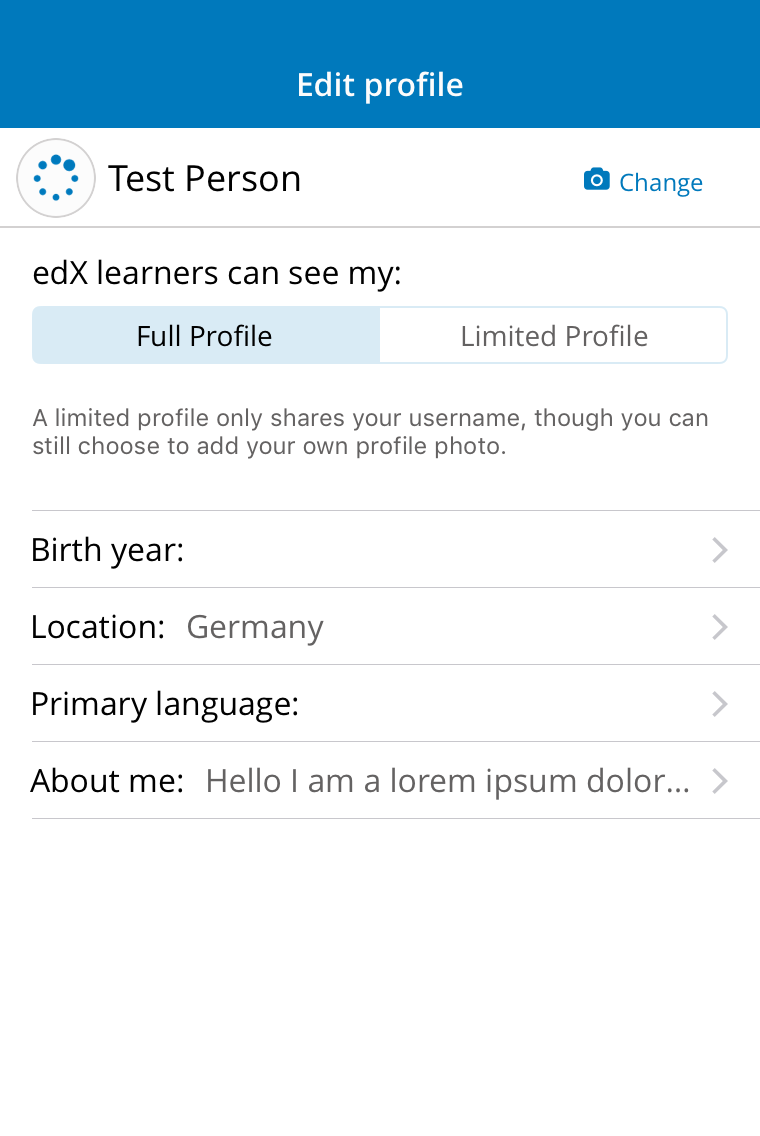 Edit profile
Test Person
Change
edX learners can see my:
Full Profile
Limited Profile
A limited profile only shares your username, though you can
still choose to add your own profile photo.
Birth year:
Location: Germany
Primary language:
About me: Hello I am a lorem ipsum dolor...